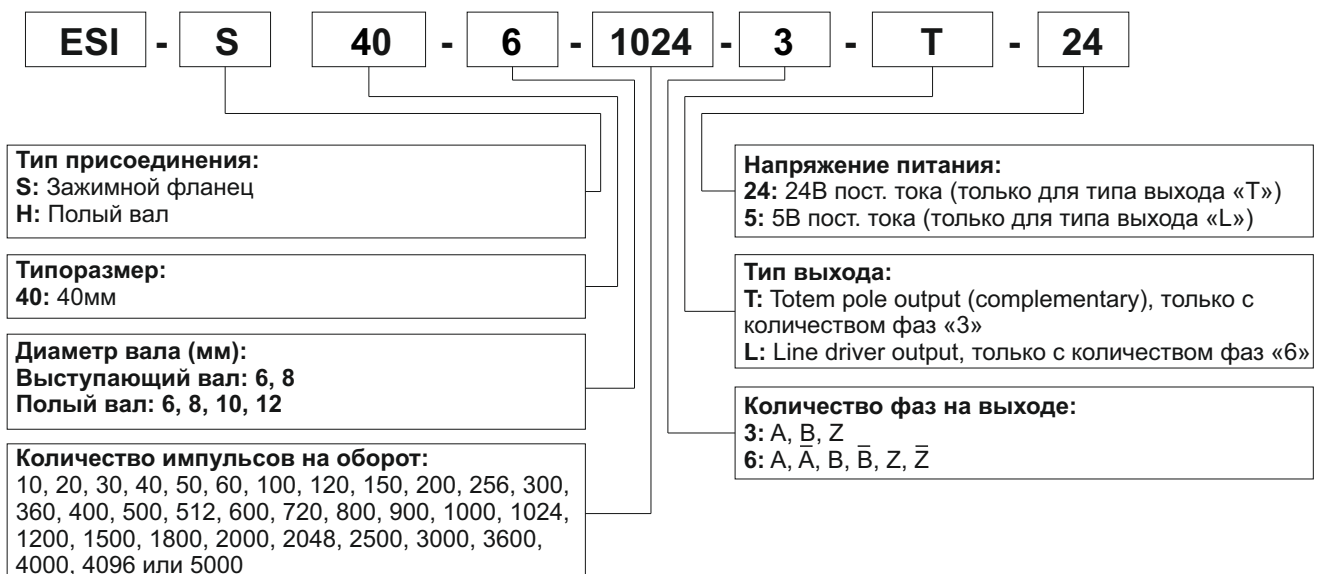 ESI - S 40 - 6 - 1024 - 3 - T - 24
Тип присоединения:
S: Зажимной фланец
H: Полый вал
Типоразмер:
40: 40мм
Диаметр вала (мм):
Выступающий вал: 6, 8
Полый вал: 6, 8, 10, 12
Количество импульсов на оборот:
10, 20, 30, 40, 50, 60, 100, 120, 150, 200, 256, 300,
360, 400, 500, 512, 600, 720, 800, 900, 1000, 1024,
1200, 1500, 1800, 2000, 2048, 2500, 3000, 3600,
4000, 4096 или 5000
Напряжение питания:
24: 24В пост. тока (только для типа выхода «T»)
5: 5В пост. тока (только для типа выхода «L»)
Тип выхода:
T: Totem pole output (complementary), только с
количеством фаз «3»
L: Line driver output, только с количеством фаз «6»
Количество фаз на выходе:
3: A, B, Z
6: A, A̅, B, B̅, Z, Z̅